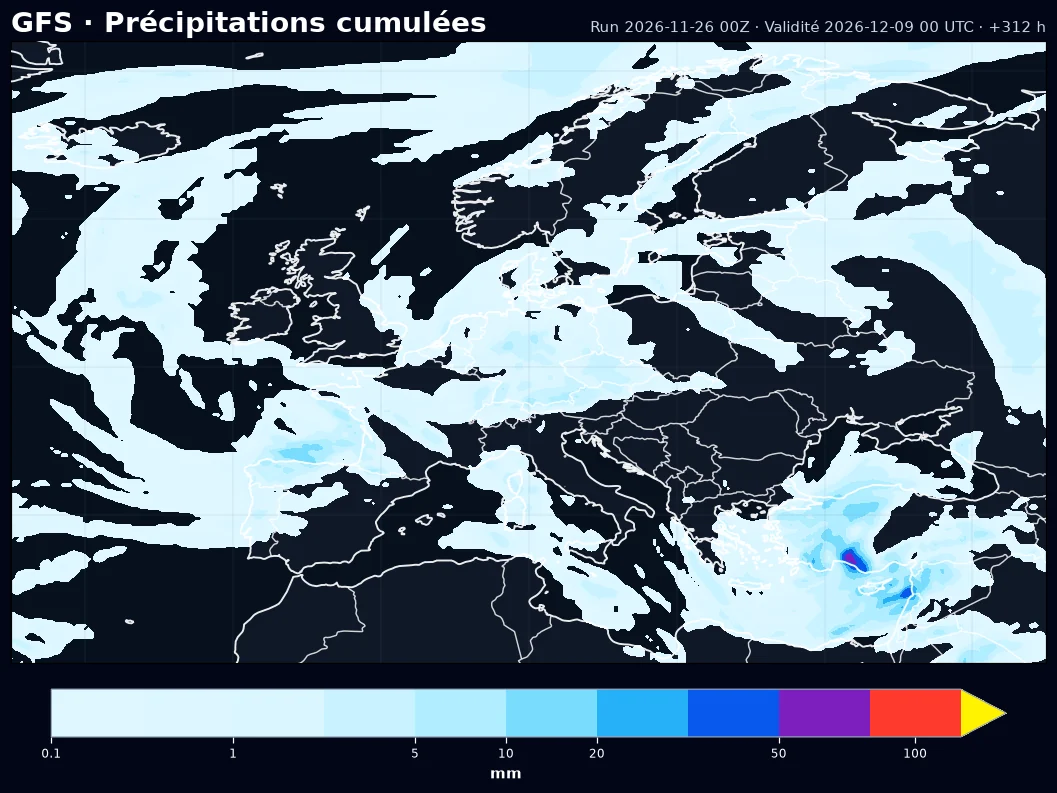 GFS · Précipitations cumulées
Run 2026-11-26 00Z · Validité 2026-12-09 00 UTC · +312 h
0.1 1 5 10 20 50 100
mm